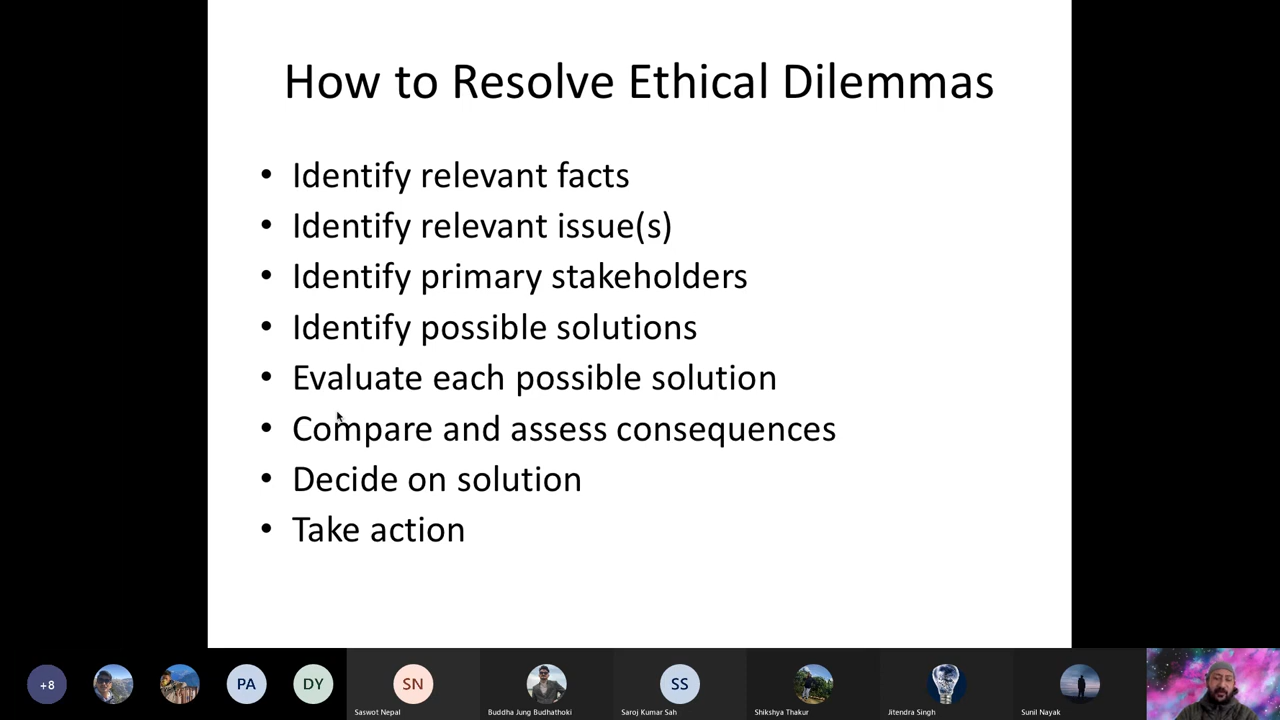 How to Resolve Ethical Dilemmas
• Identify relevant facts
• Identify relevant issue(s)
• Identify primary stakeholders
• Identify possible solutions
• Evaluate each possible solution
• Compare and assess consequences
• Decide on solution
• Take action
+8
PA
DY
SN
SS
Saswot Nepal
Buddha Jung Budhathoki
Saroj Kumar Sah
Shikshya Thakur
Jitendra Singh
Sunil Nayak